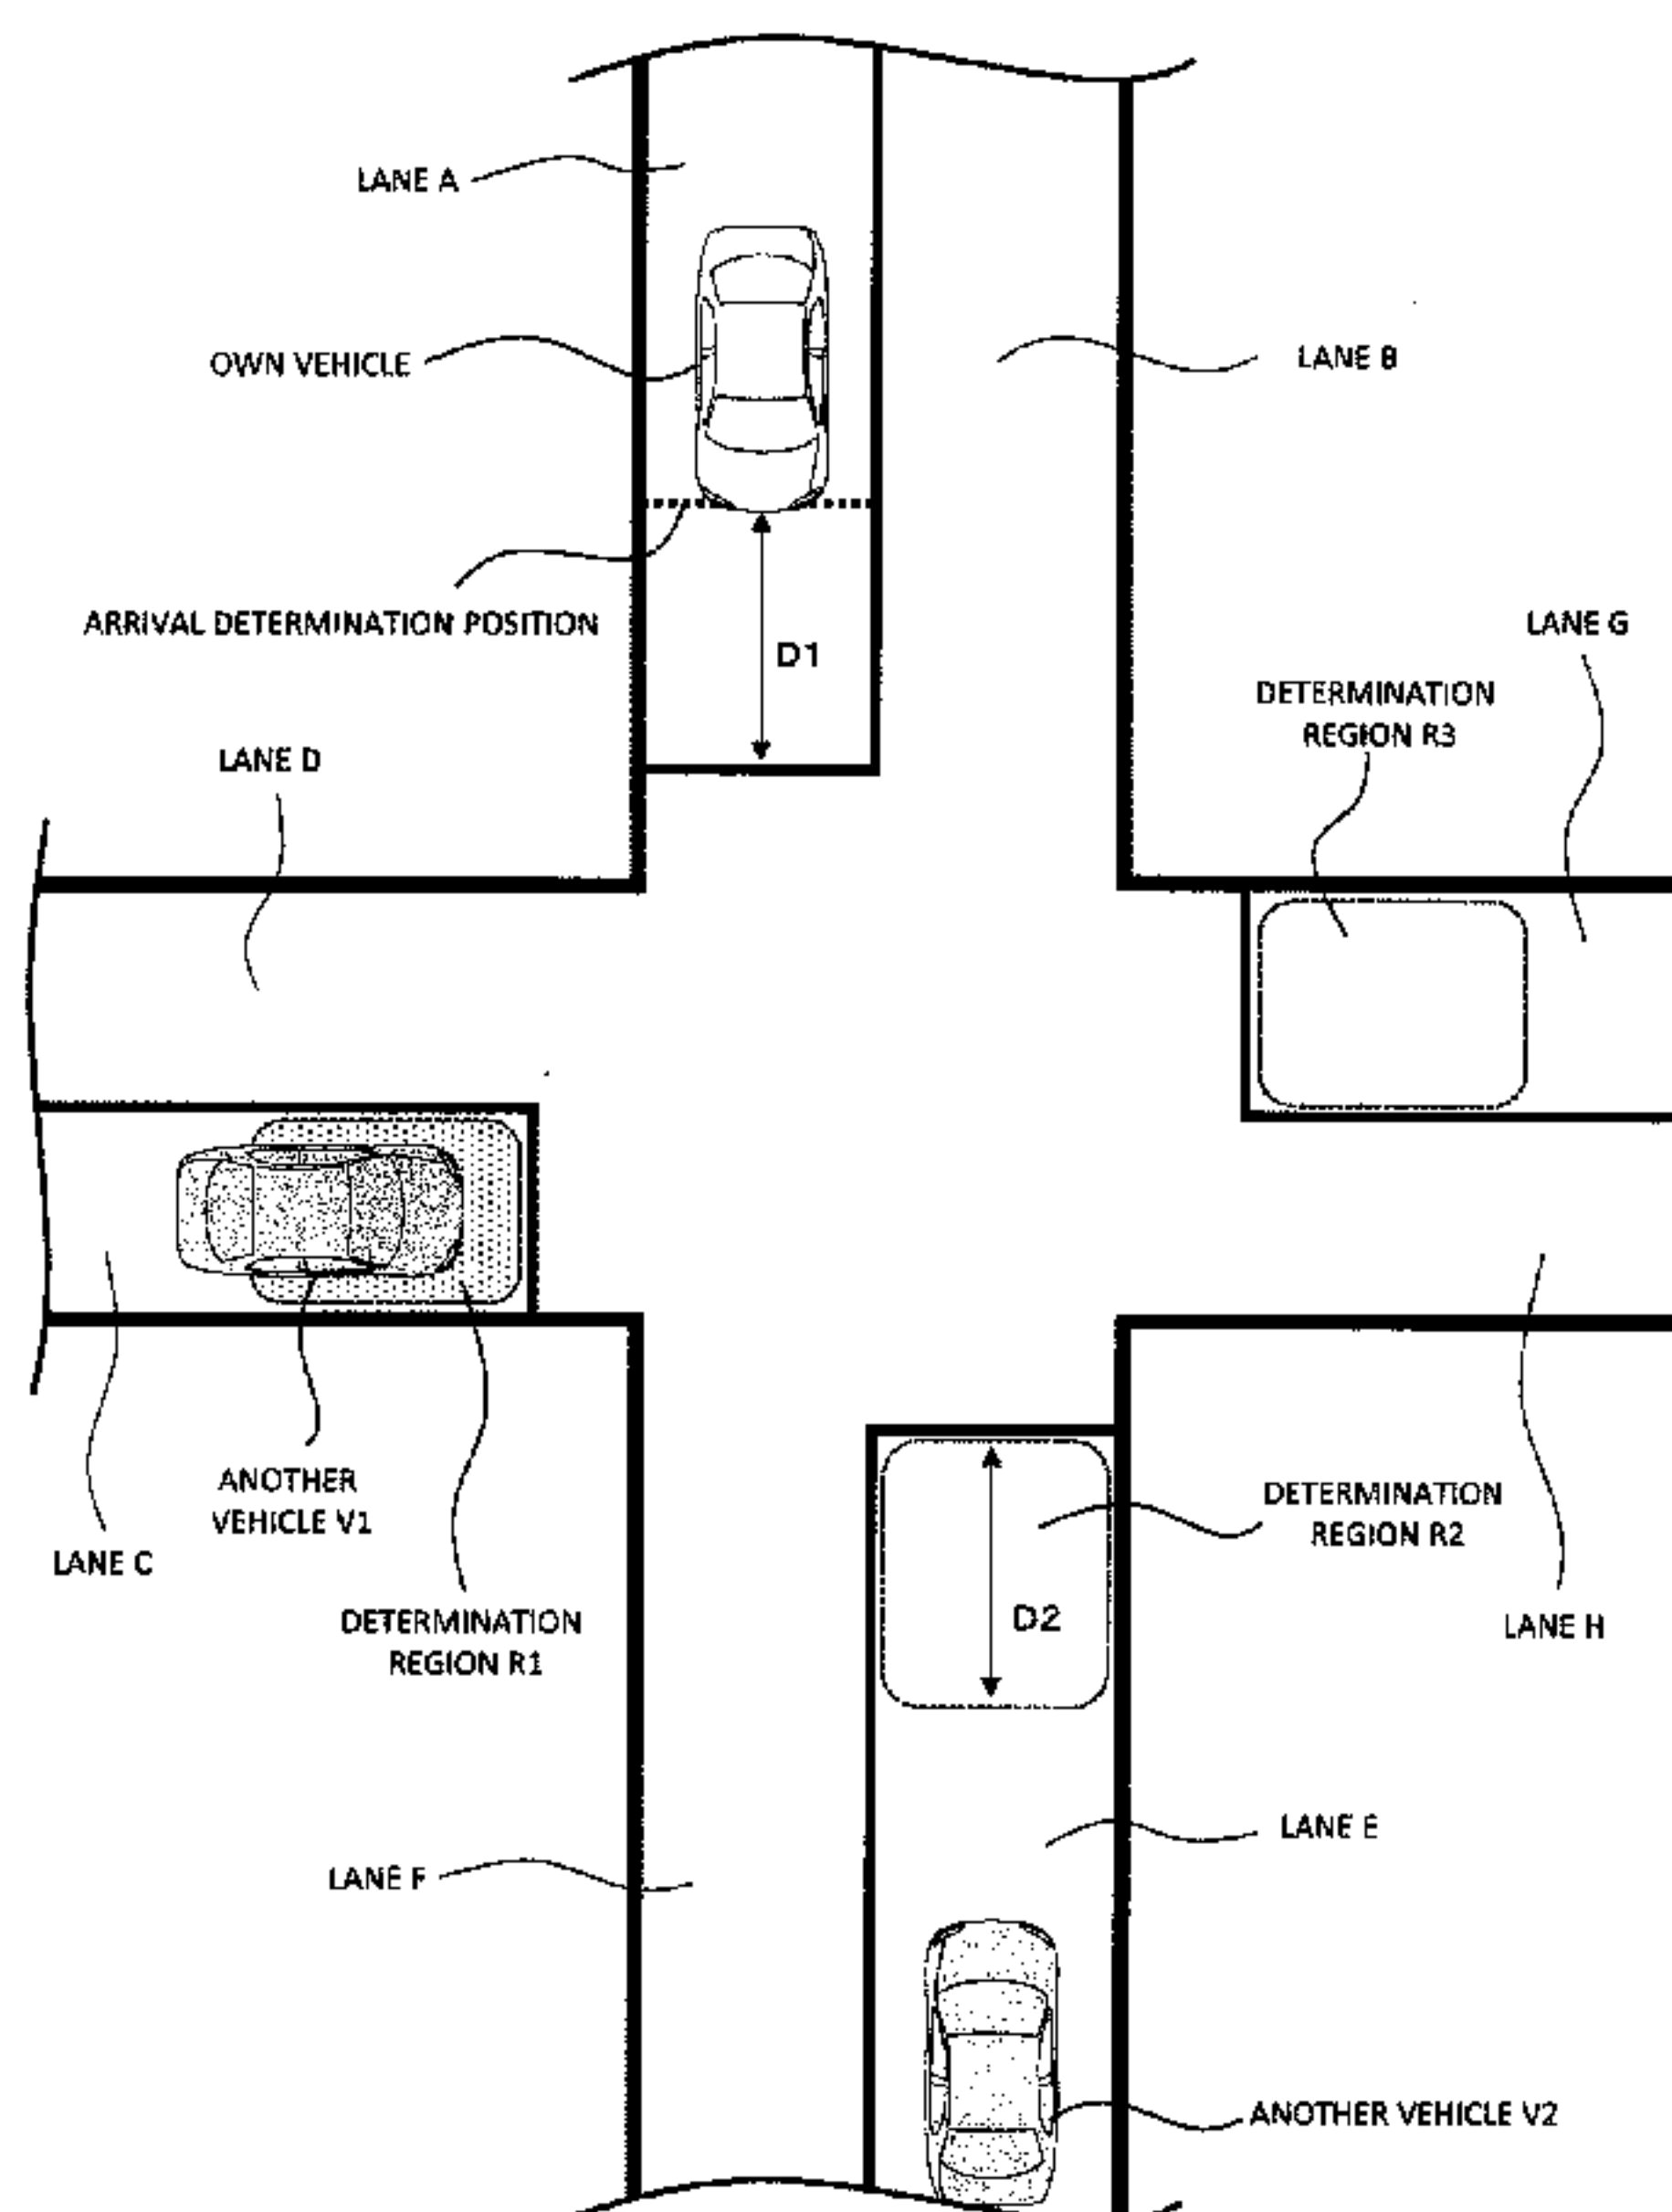 LANE A
OWN VEHICLE
LANE B
ARRIVAL DETERMINATION POSITION
LANE G
D1
DETERMINATION
REGION R3
LANE D
ANOTHER
VEHICLE V1
LANE C
DETERMINATION
REGION R1
DETERMINATION
REGION R2
D2
LANE H
LANE E
LANE F
ANOTHER VEHICLE V2